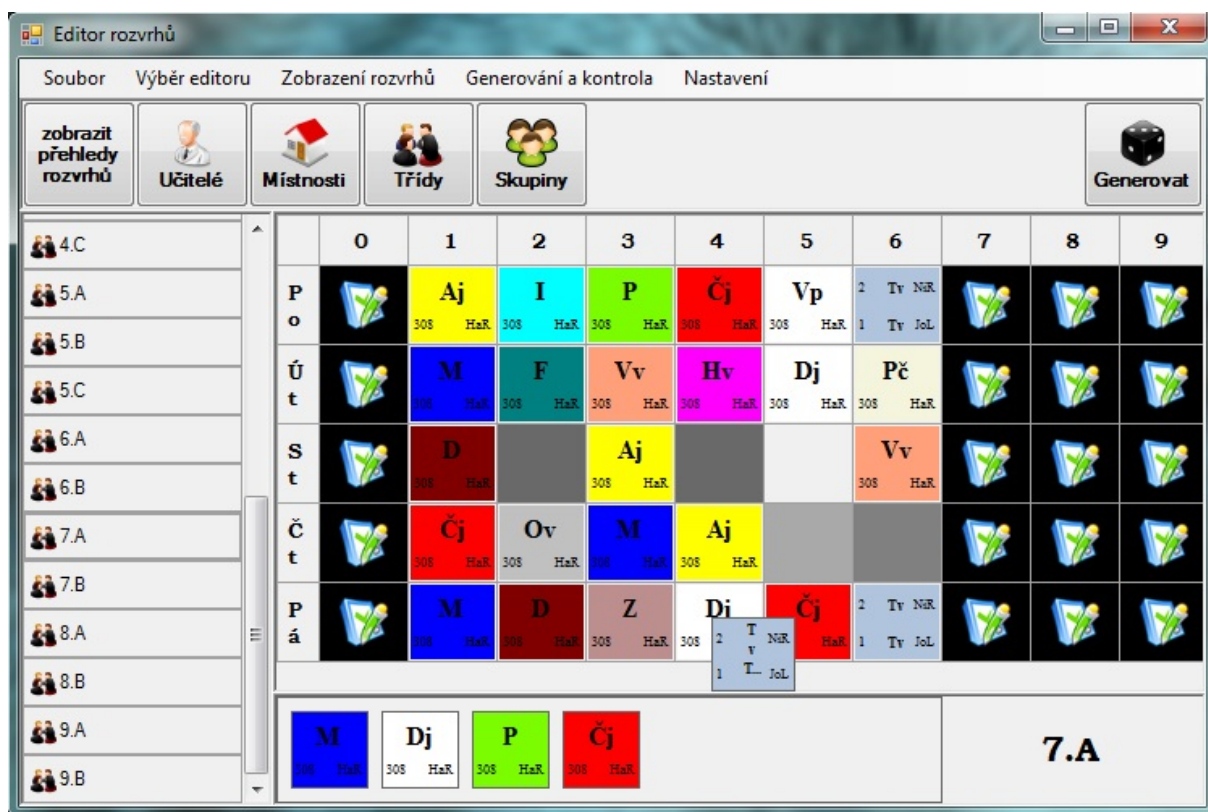 Editor rozvrhů
Soubor Výběr editoru Zobrazení rozvrhů Generování a kontrola Nastavení
zobrazit
přehledy
rozvrhů
Učitelé
Místnosti
Třídy
Skupiny
Generovat
4.C
5.A
5.B
5.C
6.A
6.B
7.A
7.B
8.A
8.B
9.A
9.B
0 1 2 3 4 5 6 7 8 9
Po
Aj I P Čj Vp 2 Tv NiR
308 HaR 308 HaR 308 HaR 308 HaR 308 HaR 1 Tv JoL
Út
M F Vv Hv Dj Pč
308 HaR 308 HaR 308 HaR 308 HaR 308 HaR 308 HaR
St
D Aj Vv
308 HaR 308 HaR 308 HaR
Čt
Čj Ov M Aj
308 HaR 308 HaR 308 HaR 308 HaR
Pá
M D Z Dj Čj 2 Tv NiR
308 HaR 308 HaR 308 HaR 308 HaR 1 Tv JoL
2 T v NiR
1 T... JoL
M Dj P Čj
308 HaR 308 HaR 308 HaR 308 HaR
7.A